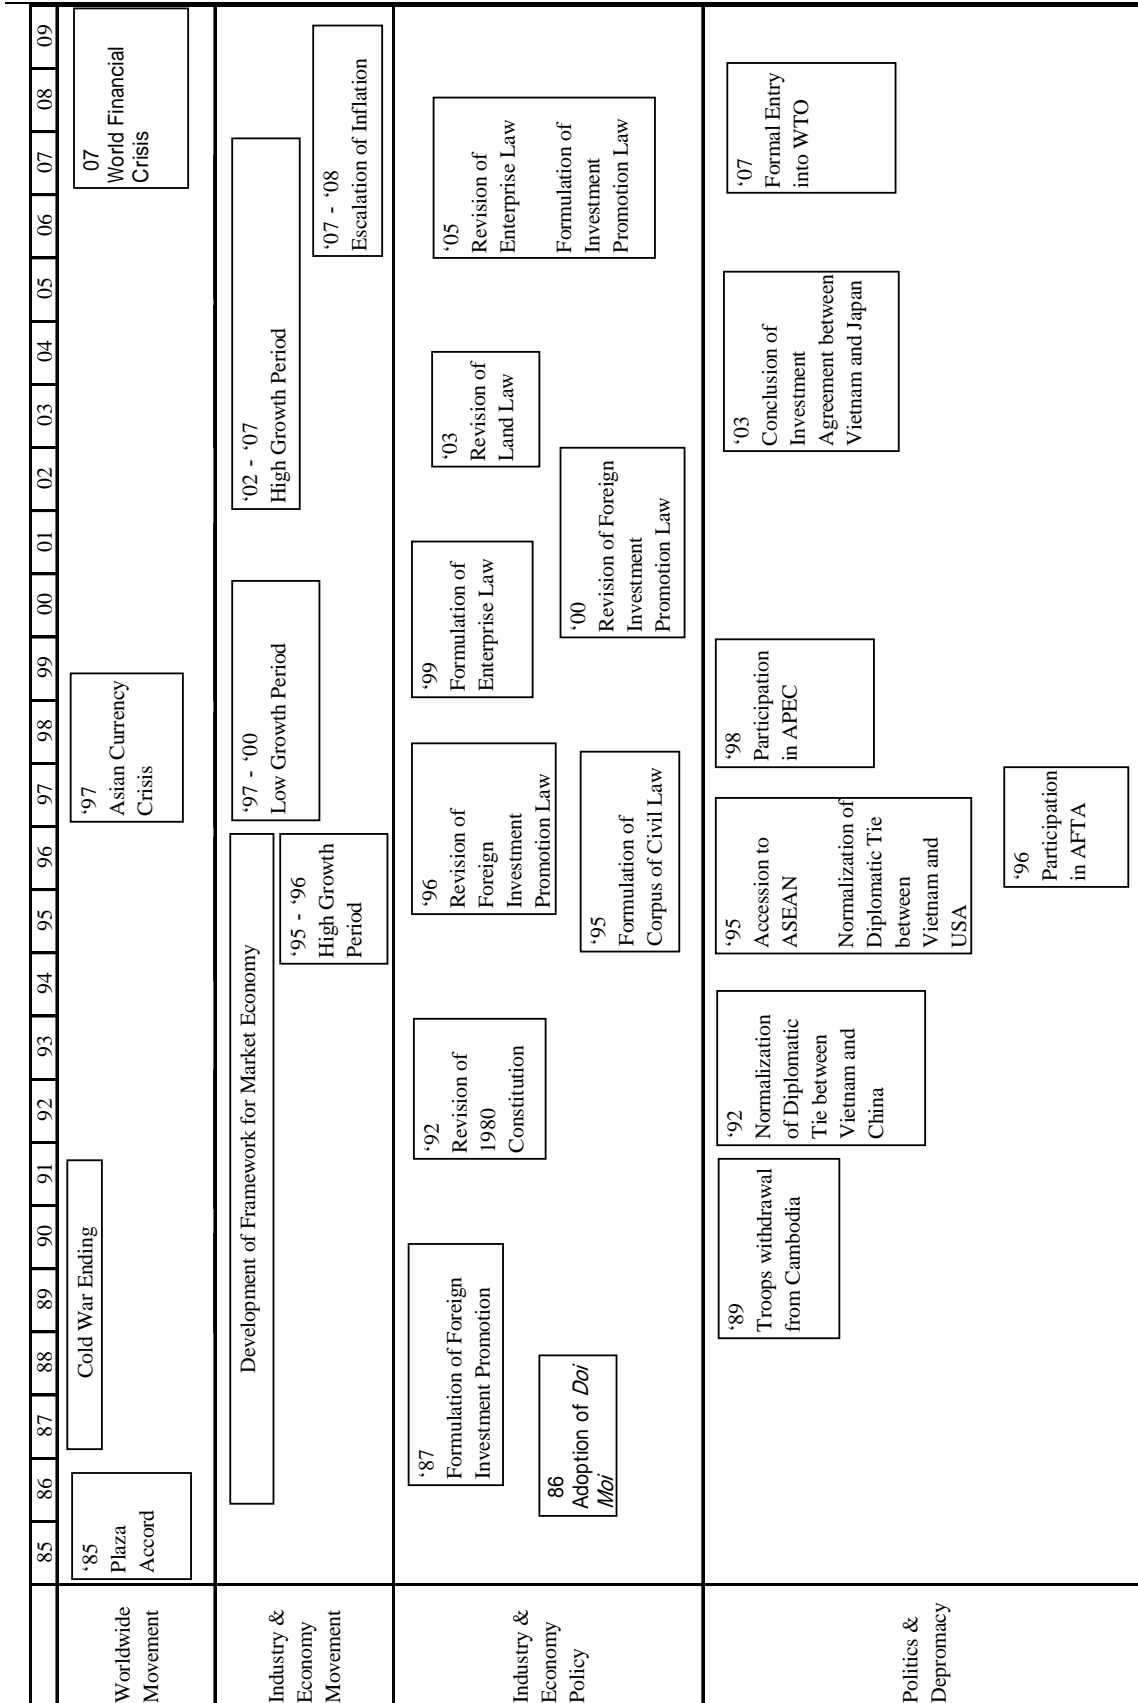 85 86 87 88 89 90 91 92 93 94 95 96 97 98 99 00 01 02 03 04 05 06 07 08 09
Worldwide
Movement
‘85
Plaza
Accord
Cold War Ending
‘97
Asian Currency
Crisis
07
World Financial
Crisis
Industry &
Economy
Movement
Development of Framework for Market Economy
‘95 - ‘96
High Growth
Period
‘97 - ‘00
Low Growth Period
‘02 - ‘07
High Growth Period
‘07 - ‘08
Escalation of Inflation
Industry &
Economy
Policy
‘87
Formulation of Foreign
Investment Promotion
86
Adoption of Doi
Moi
‘92
Revision of
1980
Constitution
‘96
Revision of
Foreign
Investment
Promotion Law
‘95
Formulation of
Corpus of Civil Law
‘99
Formulation of
Enterprise Law
‘00
Revision of Foreign
Investment
Promotion Law
‘03
Revision of
Land Law
‘05
Revision of
Enterprise Law
Formulation of
Investment
Promotion Law
Politics &
Depromacy
‘89
Troops withdrawal
from Cambodia
‘92
Normalization
of Diplomatic
Tie between
Vietnam and
China
‘95
Accession to
ASEAN
Normalization of
Diplomatic Tie
between
Vietnam and
USA
‘96
Participation
in AFTA
‘98
Participation
in APEC
‘03
Conclusion of
Investment
Agreement between
Vietnam and Japan
‘07
Formal Entry
into WTO